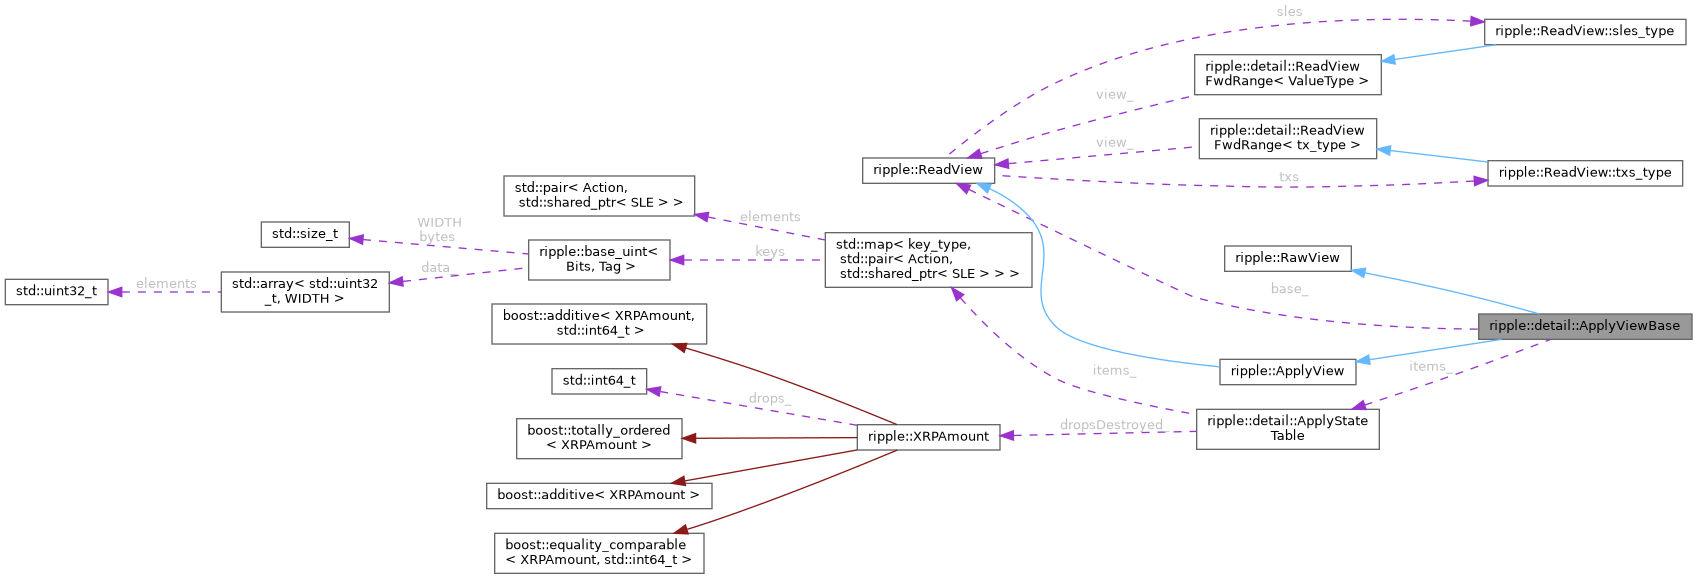 sles
ripple::ReadView::sles_type
ripple::detail::ReadView
FwdRange< ValueType >
view_
ripple::detail::ReadView
FwdRange< tx_type >
view_
ripple::ReadView
ripple::ReadView::txs_type
txs
std::pair< Action,
std::shared_ptr< SLE > >
elements
WIDTH
bytes
std::size_t
ripple::base_uint<
Bits, Tag >
keys
std::map< key_type,
std::pair< Action,
std::shared_ptr< SLE > > >
ripple::RawView
data_
std::uint32_t
elements
std::array< std::uint32
_t, WIDTH >
base_
boost::additive< XRPAmount,
std::int64_t >
ripple::detail::ApplyViewBase
std::int64_t
drops_
items_
ripple::ApplyView
items_
boost::totally_ordered
< XRPAmount >
ripple::XRPAmount
dropsDestroyed_
ripple::detail::ApplyState
Table
boost::additive< XRPAmount >
boost::equality_comparable
< XRPAmount, std::int64_t >